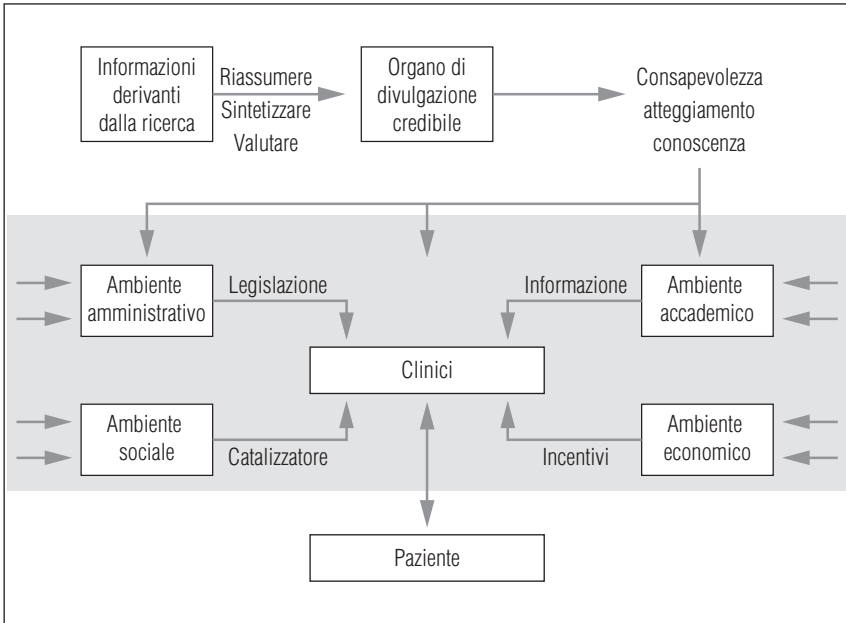 Informazioni
derivanti
dalla ricerca
Riassumere
Sintetizzare
Valutare
Organo di
divulgazione
credibile
Consapevolezza
atteggiamento
conoscenza
Ambiente
amministrativo
Legislazione
Informazione
Ambiente
accademico
Clinici
Ambiente
sociale
Catalizzatore
Incentivi
Ambiente
economico
Paziente